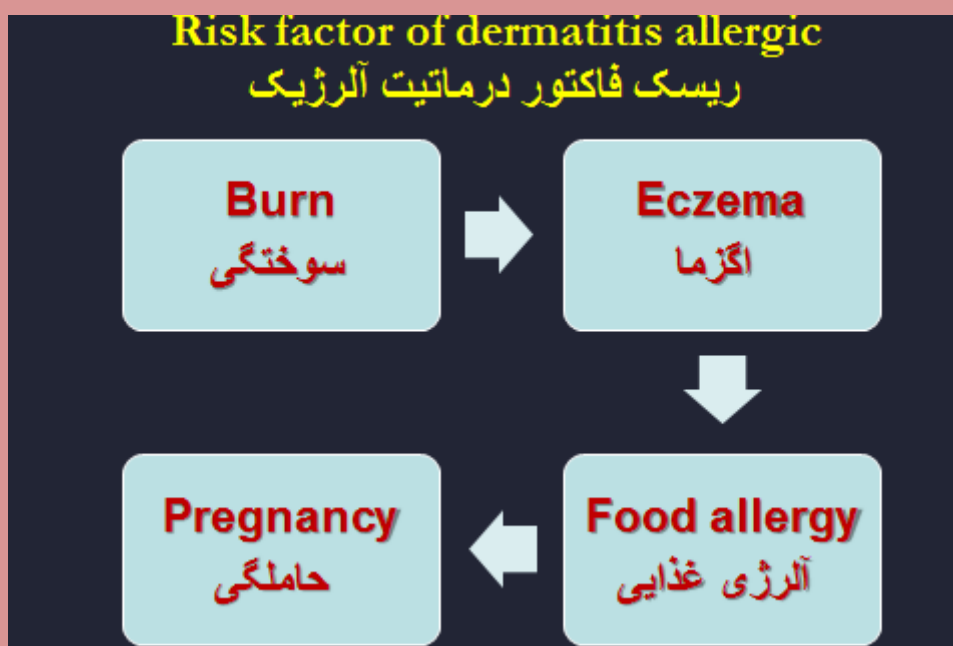 Risk factor of dermatitis allergic
ریسک فاکتور درماتیت آلرژیک
Burn
سوختگی
Eczema
اگزما
Food allergy
آلرژی غذایی
Pregnancy
حاملگی